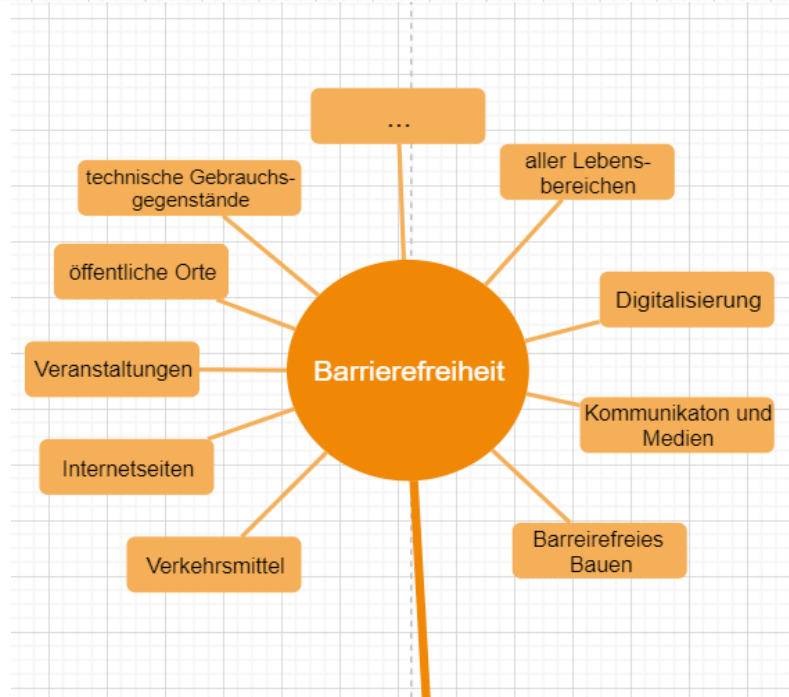 ...
aller Lebens-
bereichen
technische Gebrauchs-
gegenstände
öffentliche Orte
Digitalisierung
Veranstaltungen
Barrierefreiheit
Kommunikaton und
Medien
Internetseiten
Barreirefreies
Bauen
Verkehrsmittel